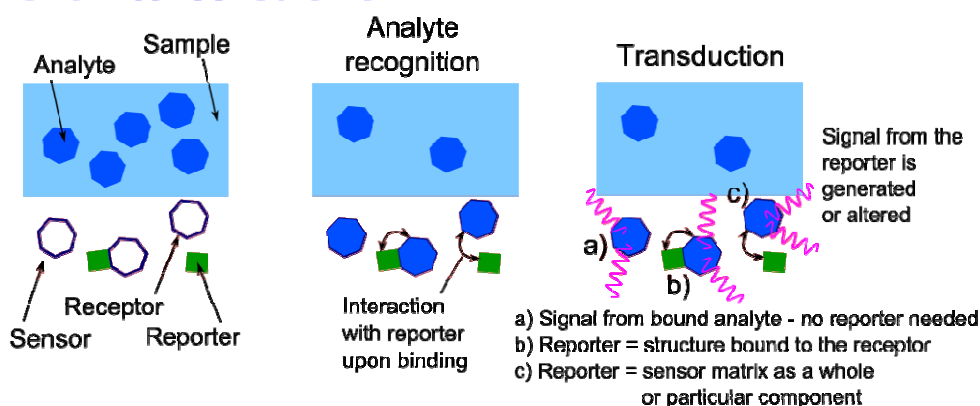 Analyte
Sample
Receptor
Sensor
Reporter
Analyte
recognition
Interaction
with reporter
upon binding
Transduction
Signal from the
reporter is
generated
or altered
a)
b)
c)
a) Signal from bound analyte - no reporter needed
b) Reporter = structure bound to the receptor
c) Reporter = sensor matrix as a whole
or particular component